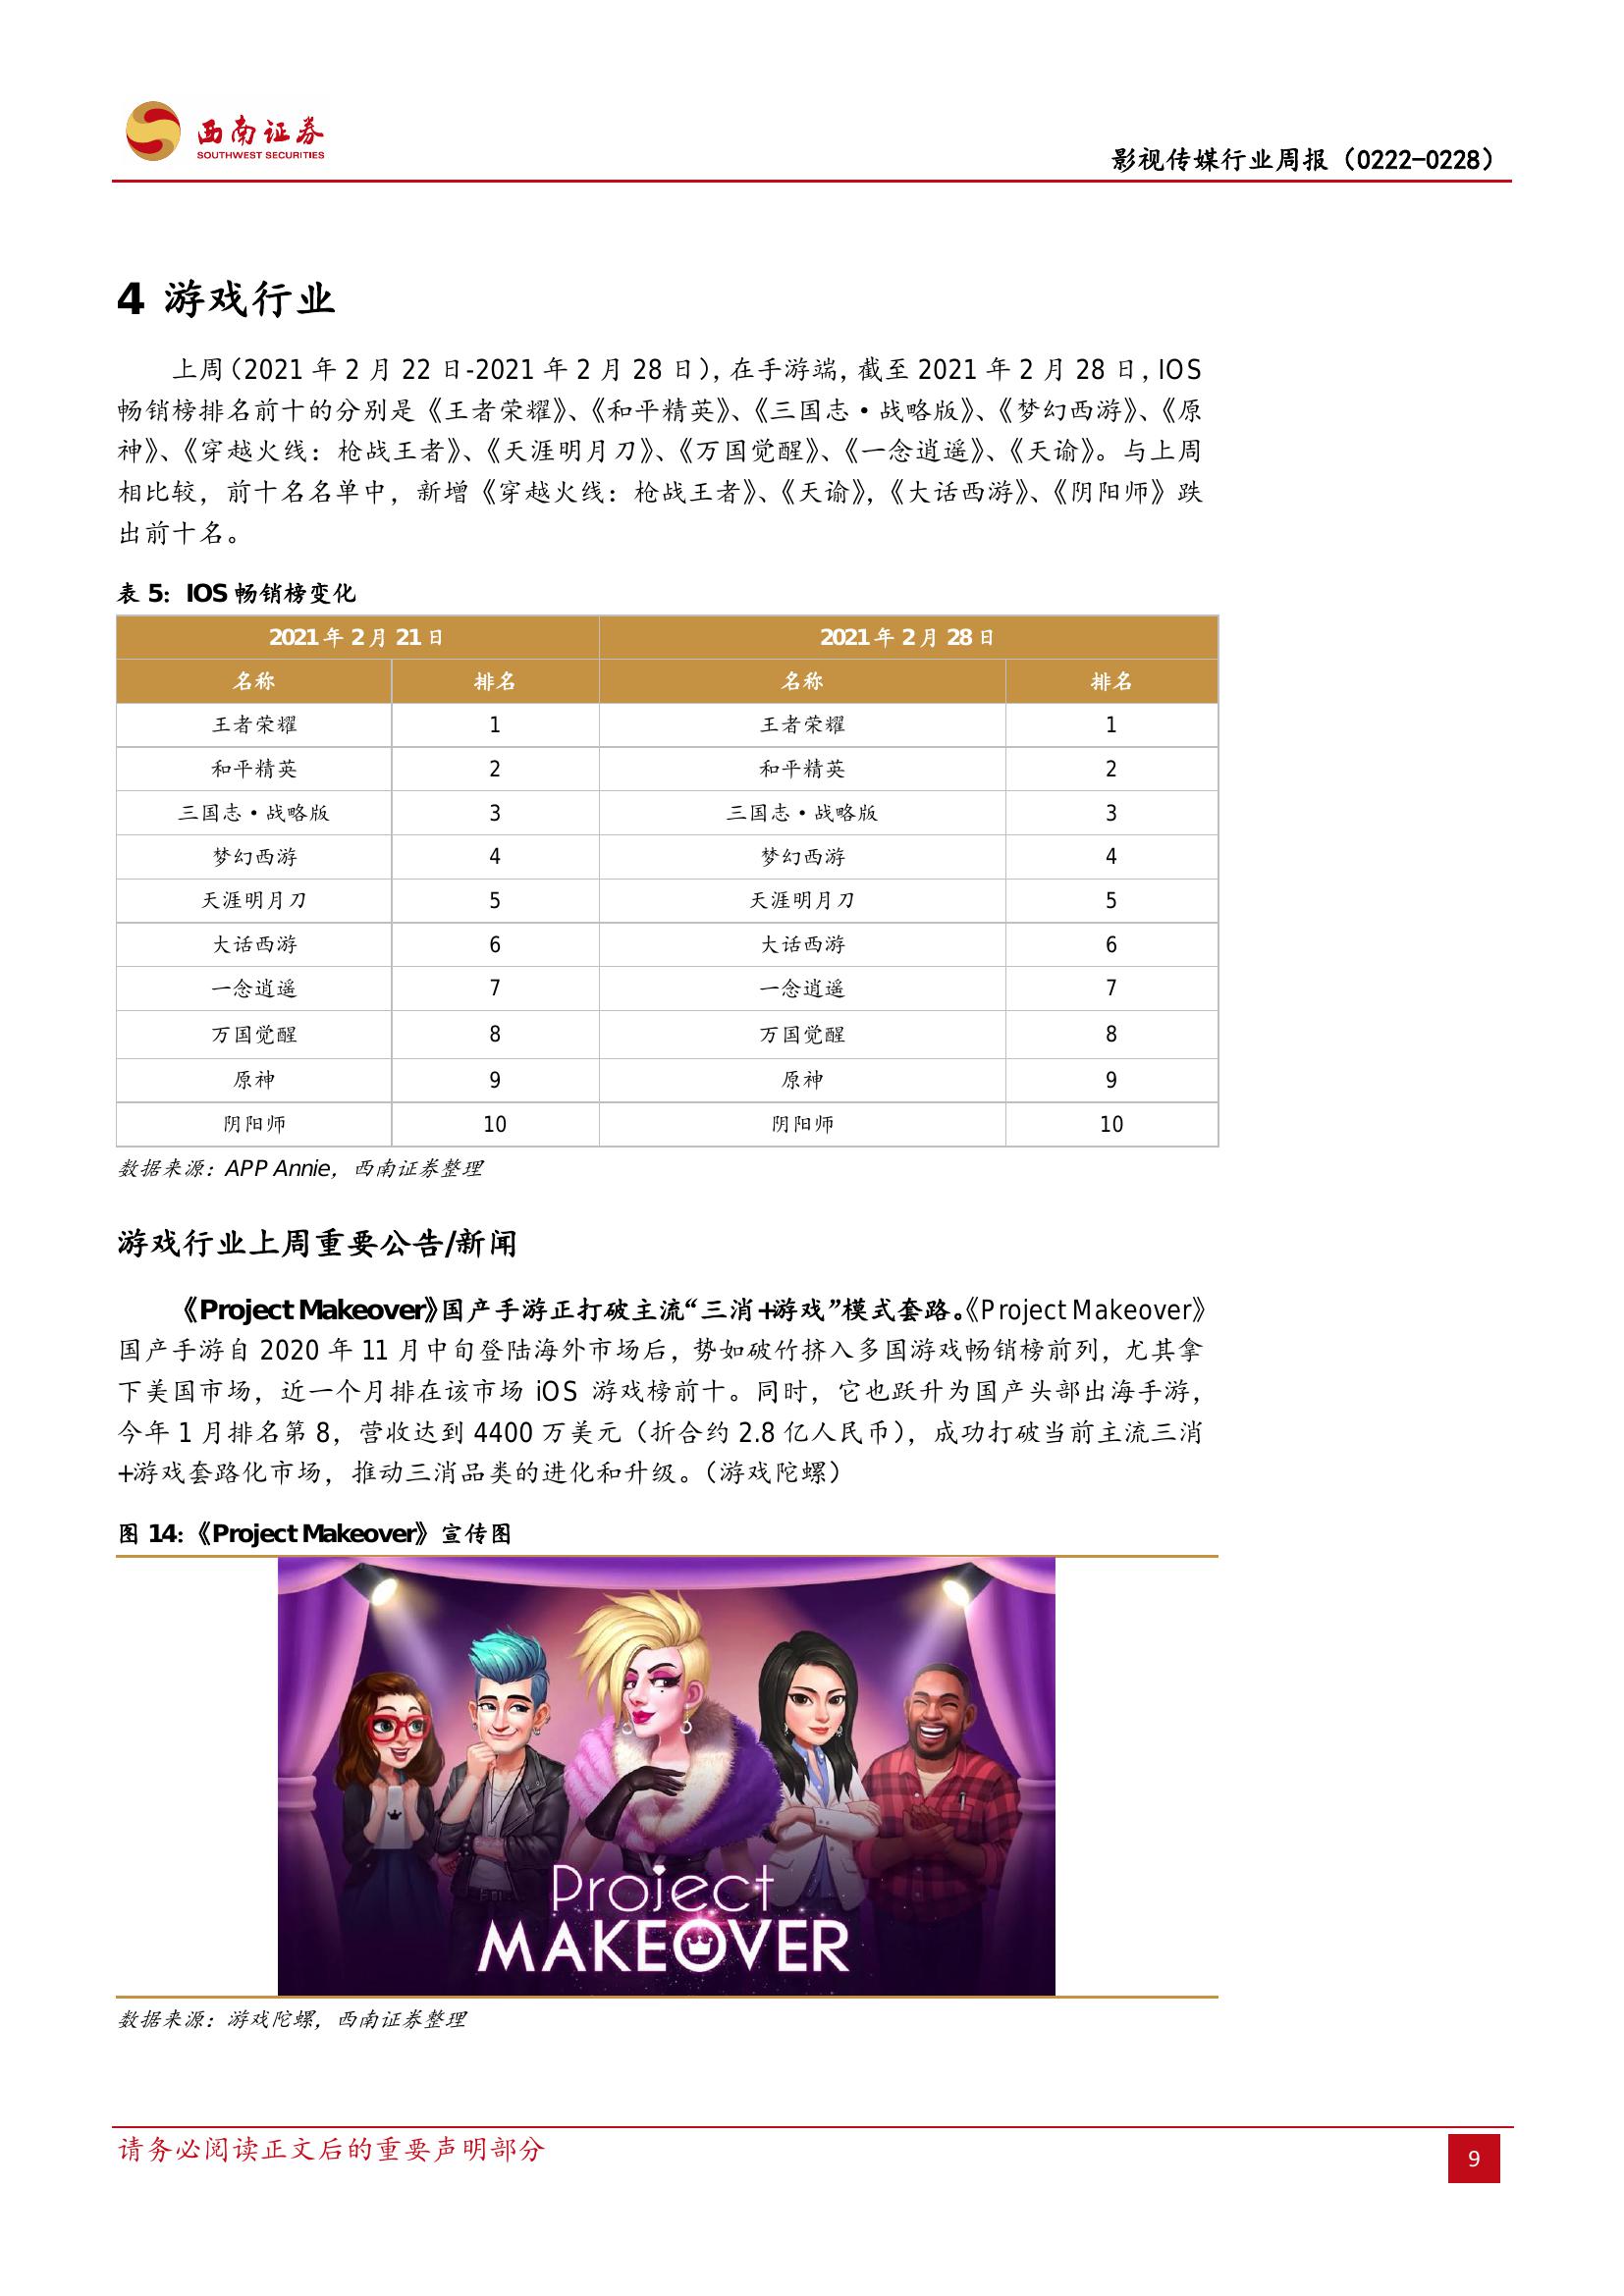 西南证券
SOUTHWEST SECURITIES
影视传媒行业周报（0222-0228）
4 游戏行业
上周（2021 年 2 月 22 日-2021 年 2 月 28 日），在手游端，截至 2021 年 2 月 28 日，IOS
畅销榜排名前十的分别是《王者荣耀》、《和平精英》、《三国志·战略版》、《梦幻西游》、《原
神》、《穿越火线：枪战王者》、《天涯明月刀》、《万国觉醒》、《一念逍遥》、《天谕》。与上周
相比较，前十名名单中，新增《穿越火线：枪战王者》、《天谕》，《大话西游》、《阴阳师》跌
出前十名。
表 5：IOS 畅销榜变化
2021 年 2 月 21 日 2021 年 2 月 28 日
名称 排名 名称 排名
王者荣耀 1 王者荣耀 1
和平精英 2 和平精英 2
三国志·战略版 3 三国志·战略版 3
梦幻西游 4 梦幻西游 4
天涯明月刀 5 天涯明月刀 5
大话西游 6 大话西游 6
一念逍遥 7 一念逍遥 7
万国觉醒 8 万国觉醒 8
原神 9 原神 9
阴阳师 10 阴阳师 10
数据来源：APP Annie，西南证券整理
游戏行业上周重要公告/新闻
《Project Makeover》国产手游正打破主流“三消+游戏”模式套路。《Project Makeover》
国产手游自 2020 年 11 月中旬登陆海外市场后，势如破竹挤入多国游戏畅销榜前列，尤其拿
下美国市场，近一个月排在该市场 iOS 游戏榜前十。同时，它也跃升为国产头部出海手游，
今年 1 月排名第 8，营收达到 4400 万美元（折合约 2.8 亿人民币），成功打破当前主流三消
+游戏套路化市场，推动三消品类的进化和升级。（游戏陀螺）
图 14：《Project Makeover》宣传图
Project
MAKEOVER
数据来源：游戏陀螺，西南证券整理
请务必阅读正文后的重要声明部分
9